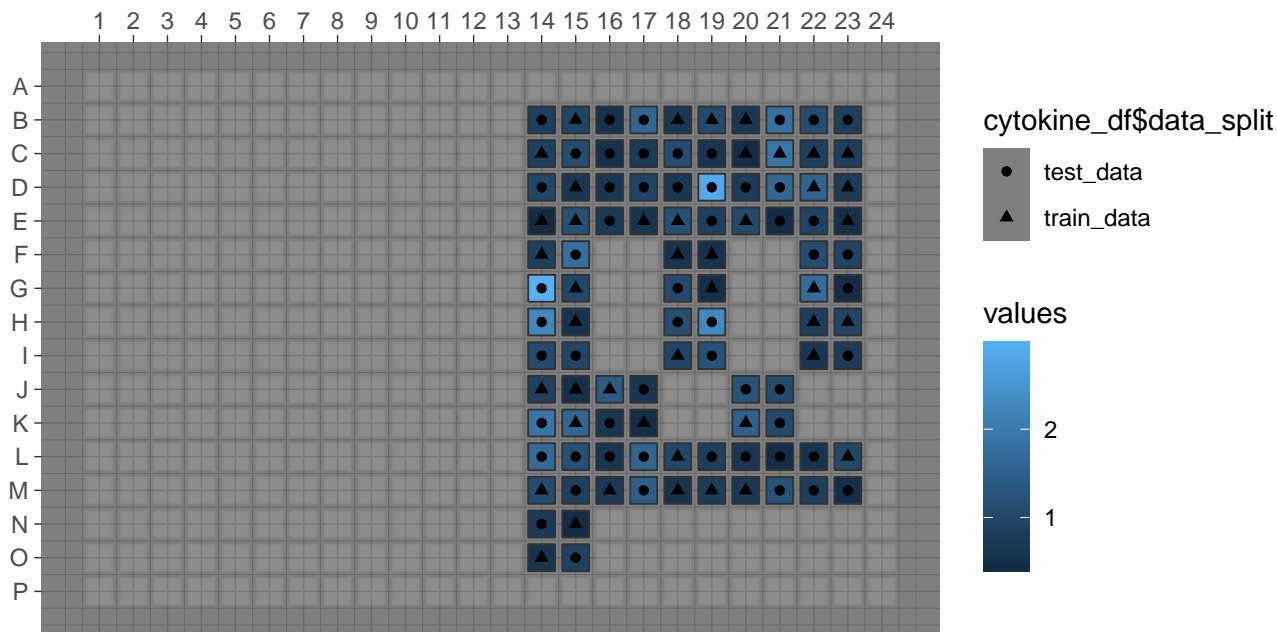 1 2 3 4 5 6 7 8 9 10 11 12 13 14 15 16 17 18 19 20 21 22 23 24
A
B
C
D
E
F
G
H
I
J
K
L
M
N
O
P
cytokine_df$data_split
test_data
train_data
values
2
1